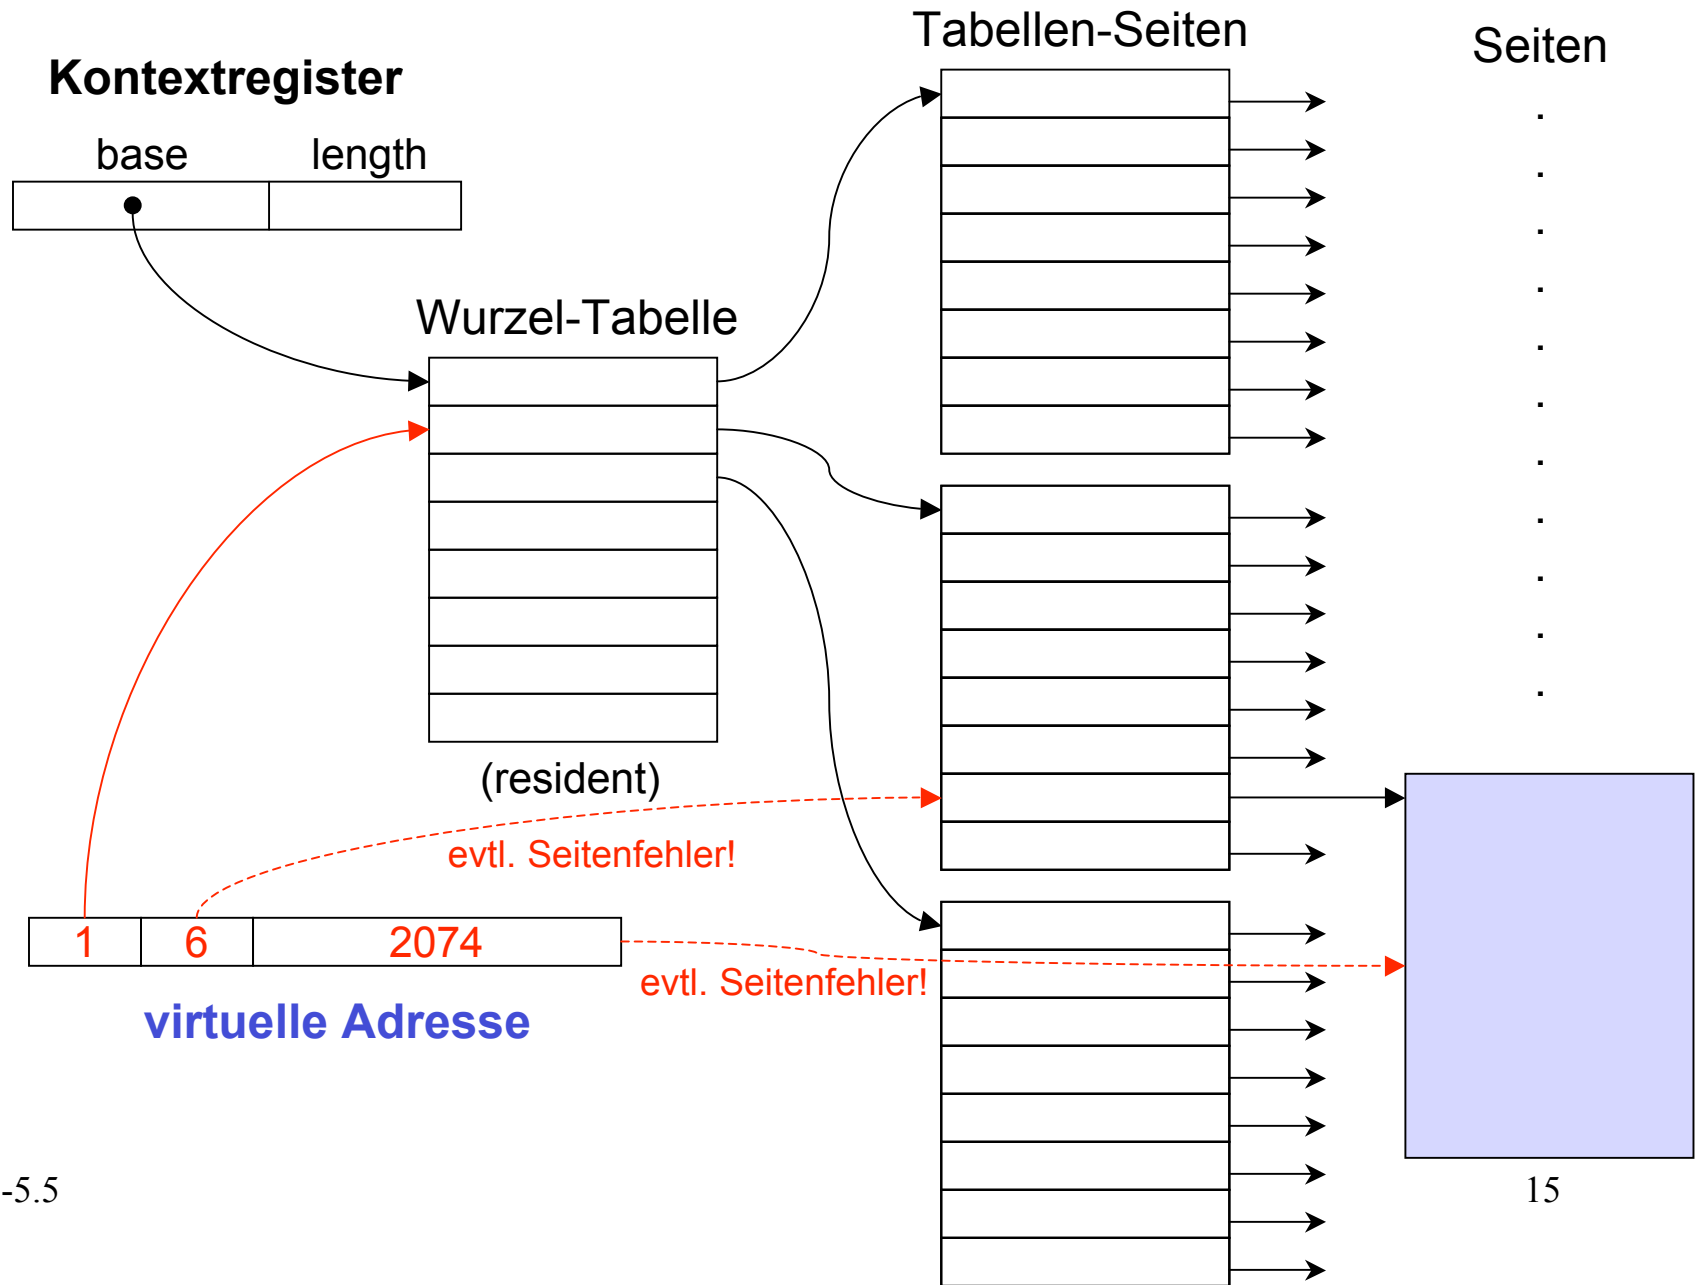 Tabellen-Seiten
Seiten
Kontextregister
base length
Wurzel-Tabelle
(resident)
evtl. Seitenfehler!
1 6 2074
evtl. Seitenfehler!
virtuelle Adresse
-5.5
15